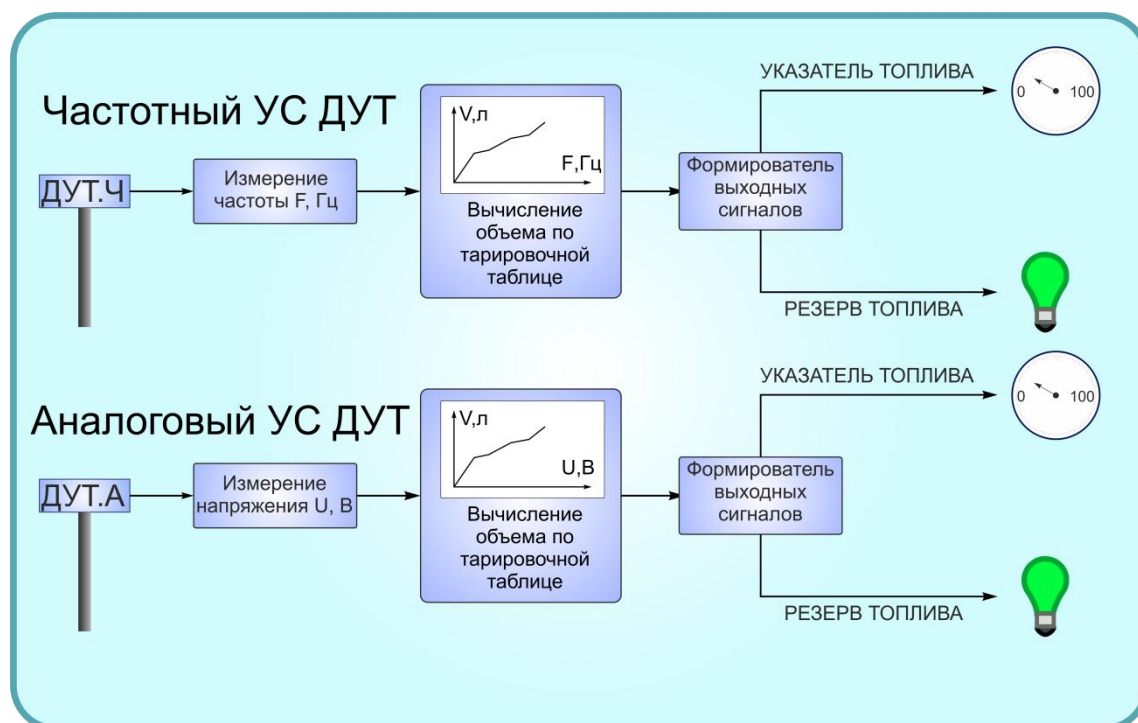 Частотный УС ДУТ
ДУТ.Ч
Измерение
частоты F, Гц
V,л
F,Гц
Вычисление
объема по
тарировочной
таблице
Формирователь
выходных
сигналов
УКАЗАТЕЛЬ ТОПЛИВА
0 100
РЕЗЕРВ ТОПЛИВА
Аналоговый УС ДУТ
ДУТ.А
Измерение
напряжения U, В
V,л
U,В
Вычисление
объема по
тарировочной
таблице
Формирователь
выходных
сигналов
УКАЗАТЕЛЬ ТОПЛИВА
0 100
РЕЗЕРВ ТОПЛИВА